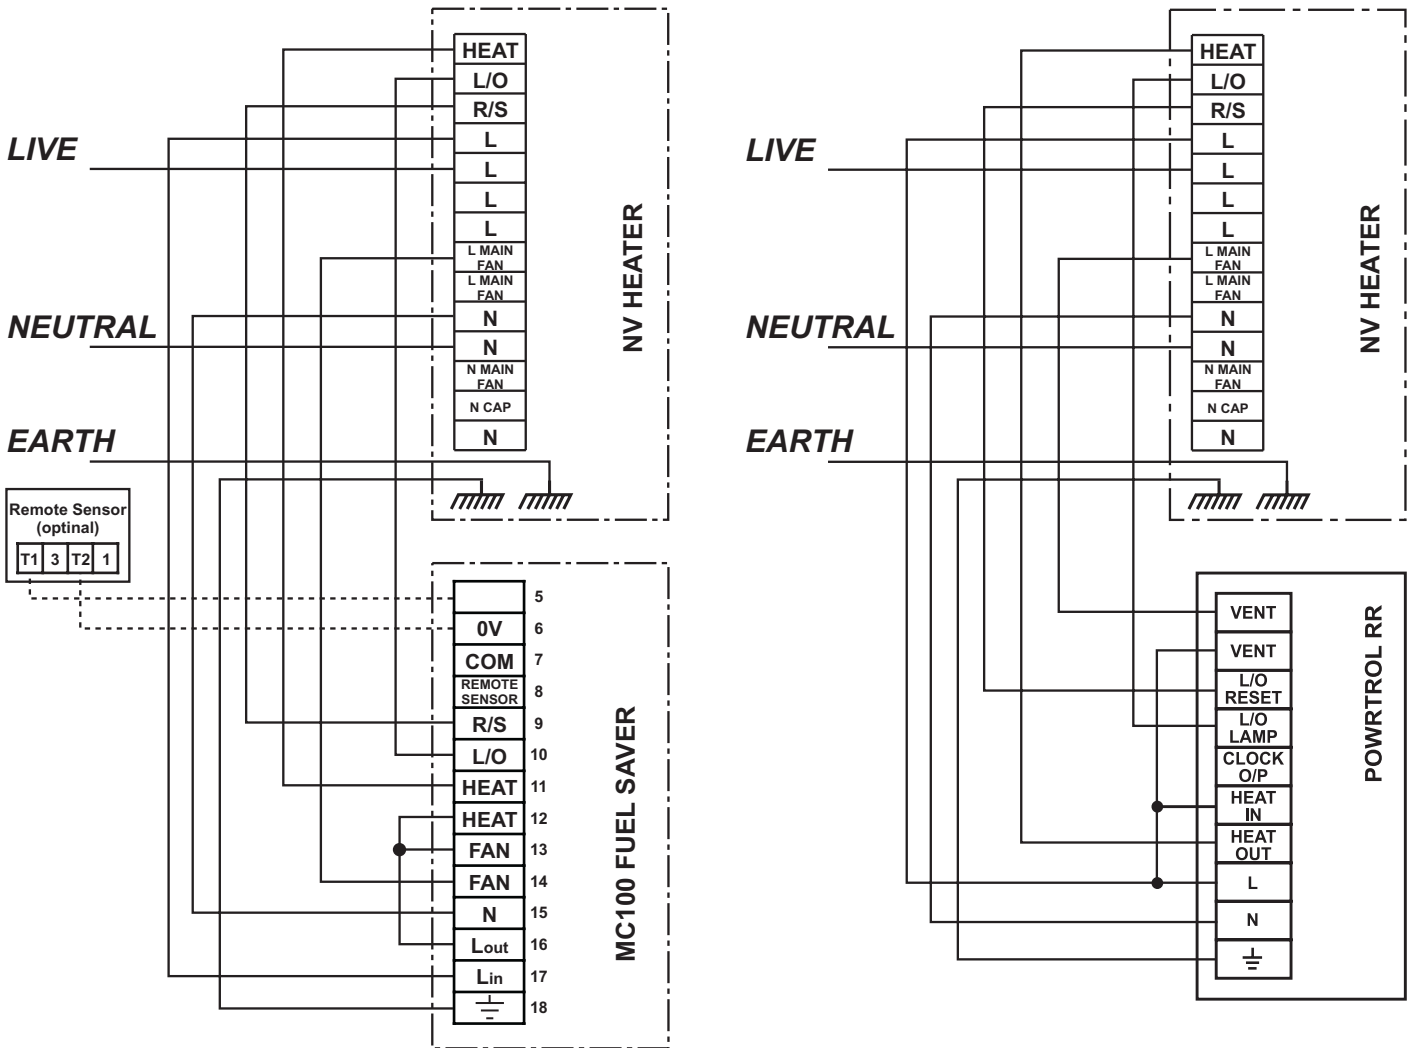 HEAT
L/O
R/S
L
L
L
L
L MAIN
FAN
L MAIN
FAN
N
N
N MAIN
FAN
N CAP
N
LIVE
NEUTRAL
EARTH
NV HEATER
Remote Sensor
(optinal)
T1 3 T2 1
5
0V 6
COM 7
REMOTE
SENSOR 8
R/S 9
L/O 10
HEAT 11
HEAT 12
FAN 13
FAN 14
N 15
Lout 16
Lin 17
18
MC100 FUEL SAVER
HEAT
L/O
R/S
L
L
L
L
L MAIN
FAN
L MAIN
FAN
N
N
N MAIN
FAN
N CAP
N
LIVE
NEUTRAL
EARTH
NV HEATER
VENT
VENT
L/O
RESET
L/O
LAMP
CLOCK
O/P
HEAT
IN
HEAT
OUT
L
N
POWRTROL RR